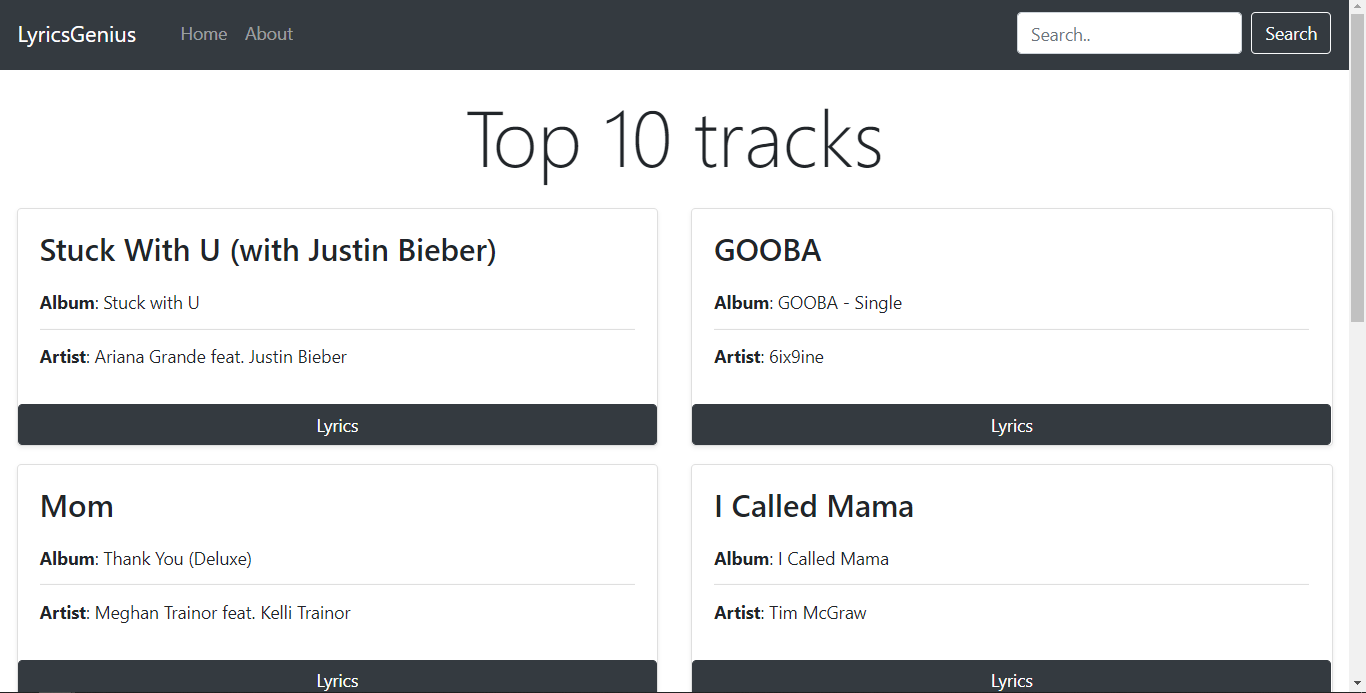 LyricsGenius Home About Search.. Search
Top 10 tracks
Stuck With U (with Justin Bieber)
Album: Stuck with U
Artist: Ariana Grande feat. Justin Bieber
Lyrics
GOOBA
Album: GOOBA - Single
Artist: 6ix9ine
Lyrics
Mom
Album: Thank You (Deluxe)
Artist: Meghan Trainor feat. Kelli Trainor
Lyrics
I Called Mama
Album: I Called Mama
Artist: Tim McGraw
Lyrics